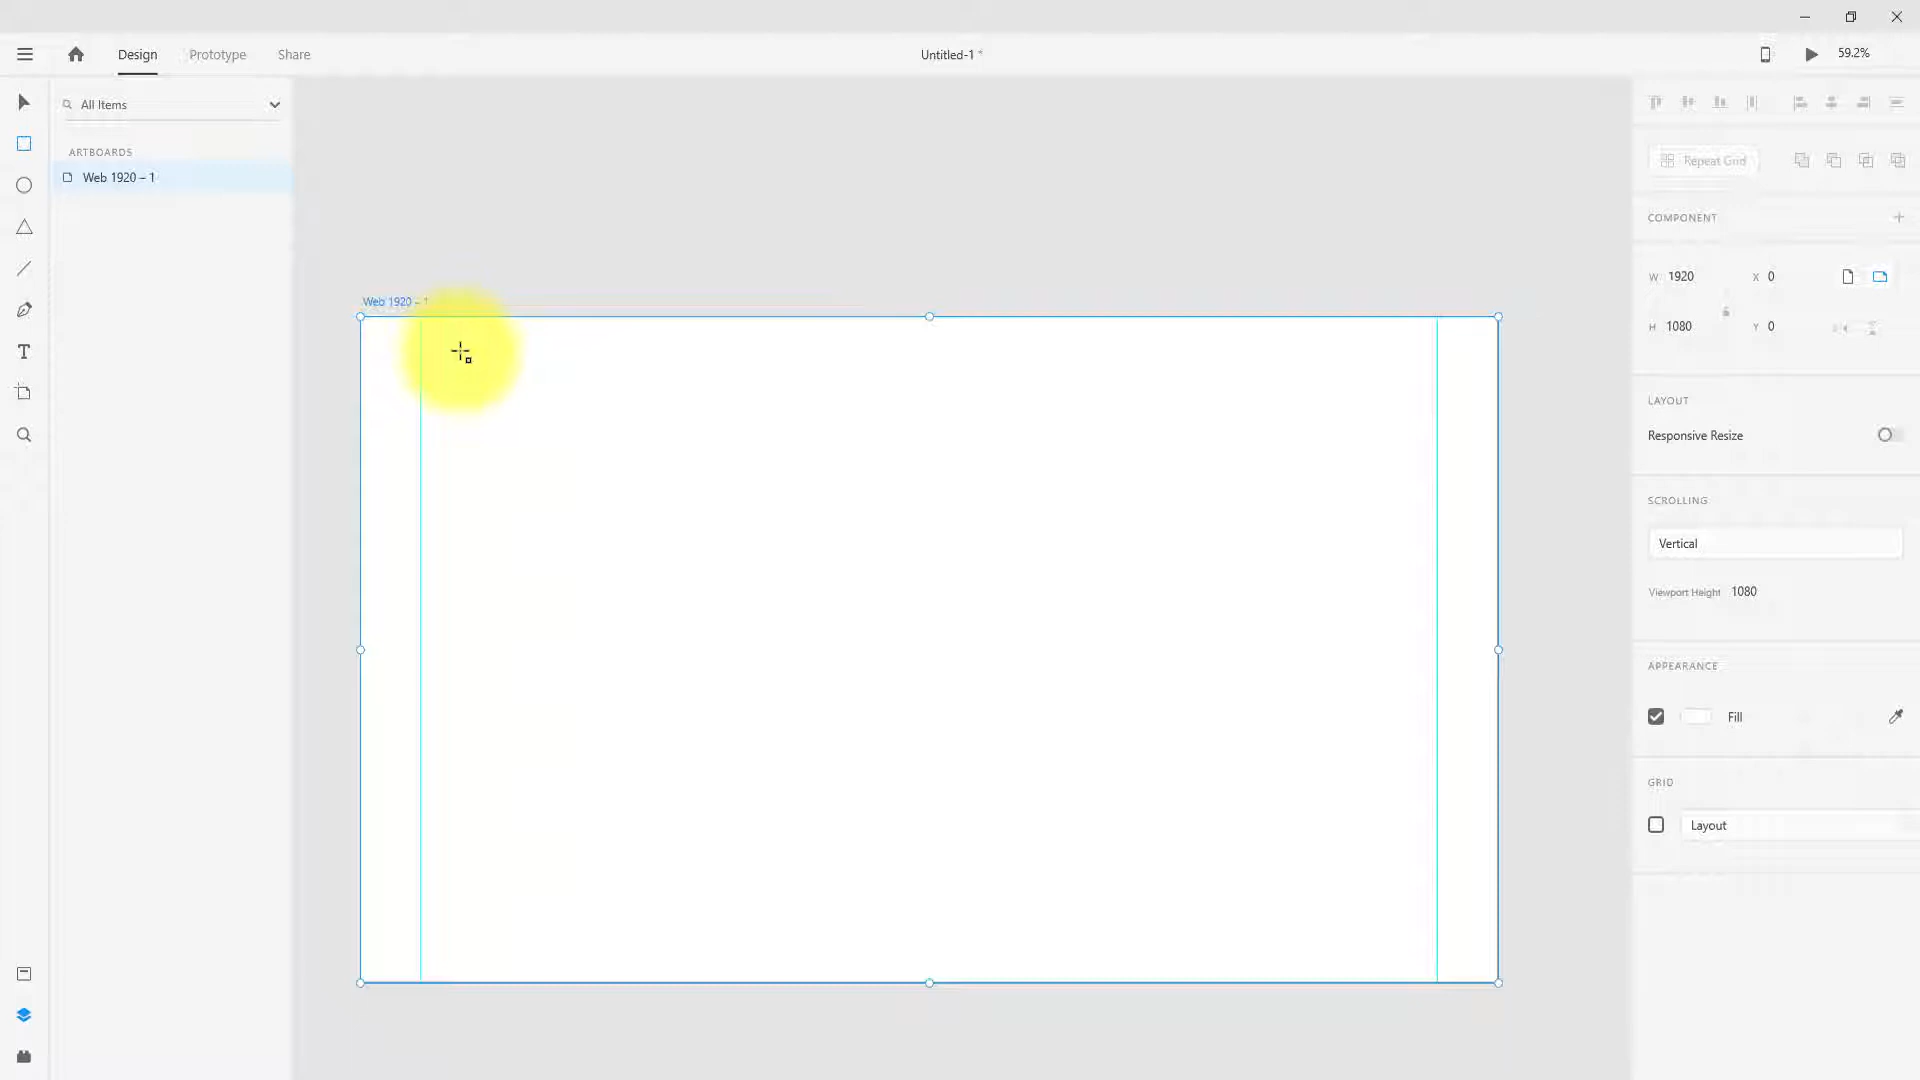 Design
Prototype
Share
Untitled-1 *
59.2%
All Items
ARTBOARDS
Web 1920 – 1
Web 1920 – 1
Repeat Grid
COMPONENT
W 1920
X 0
H 1080
Y 0
LAYOUT
Responsive Resize
SCROLLING
Vertical
Viewport Height 1080
APPEARANCE
Fill
GRID
Layout